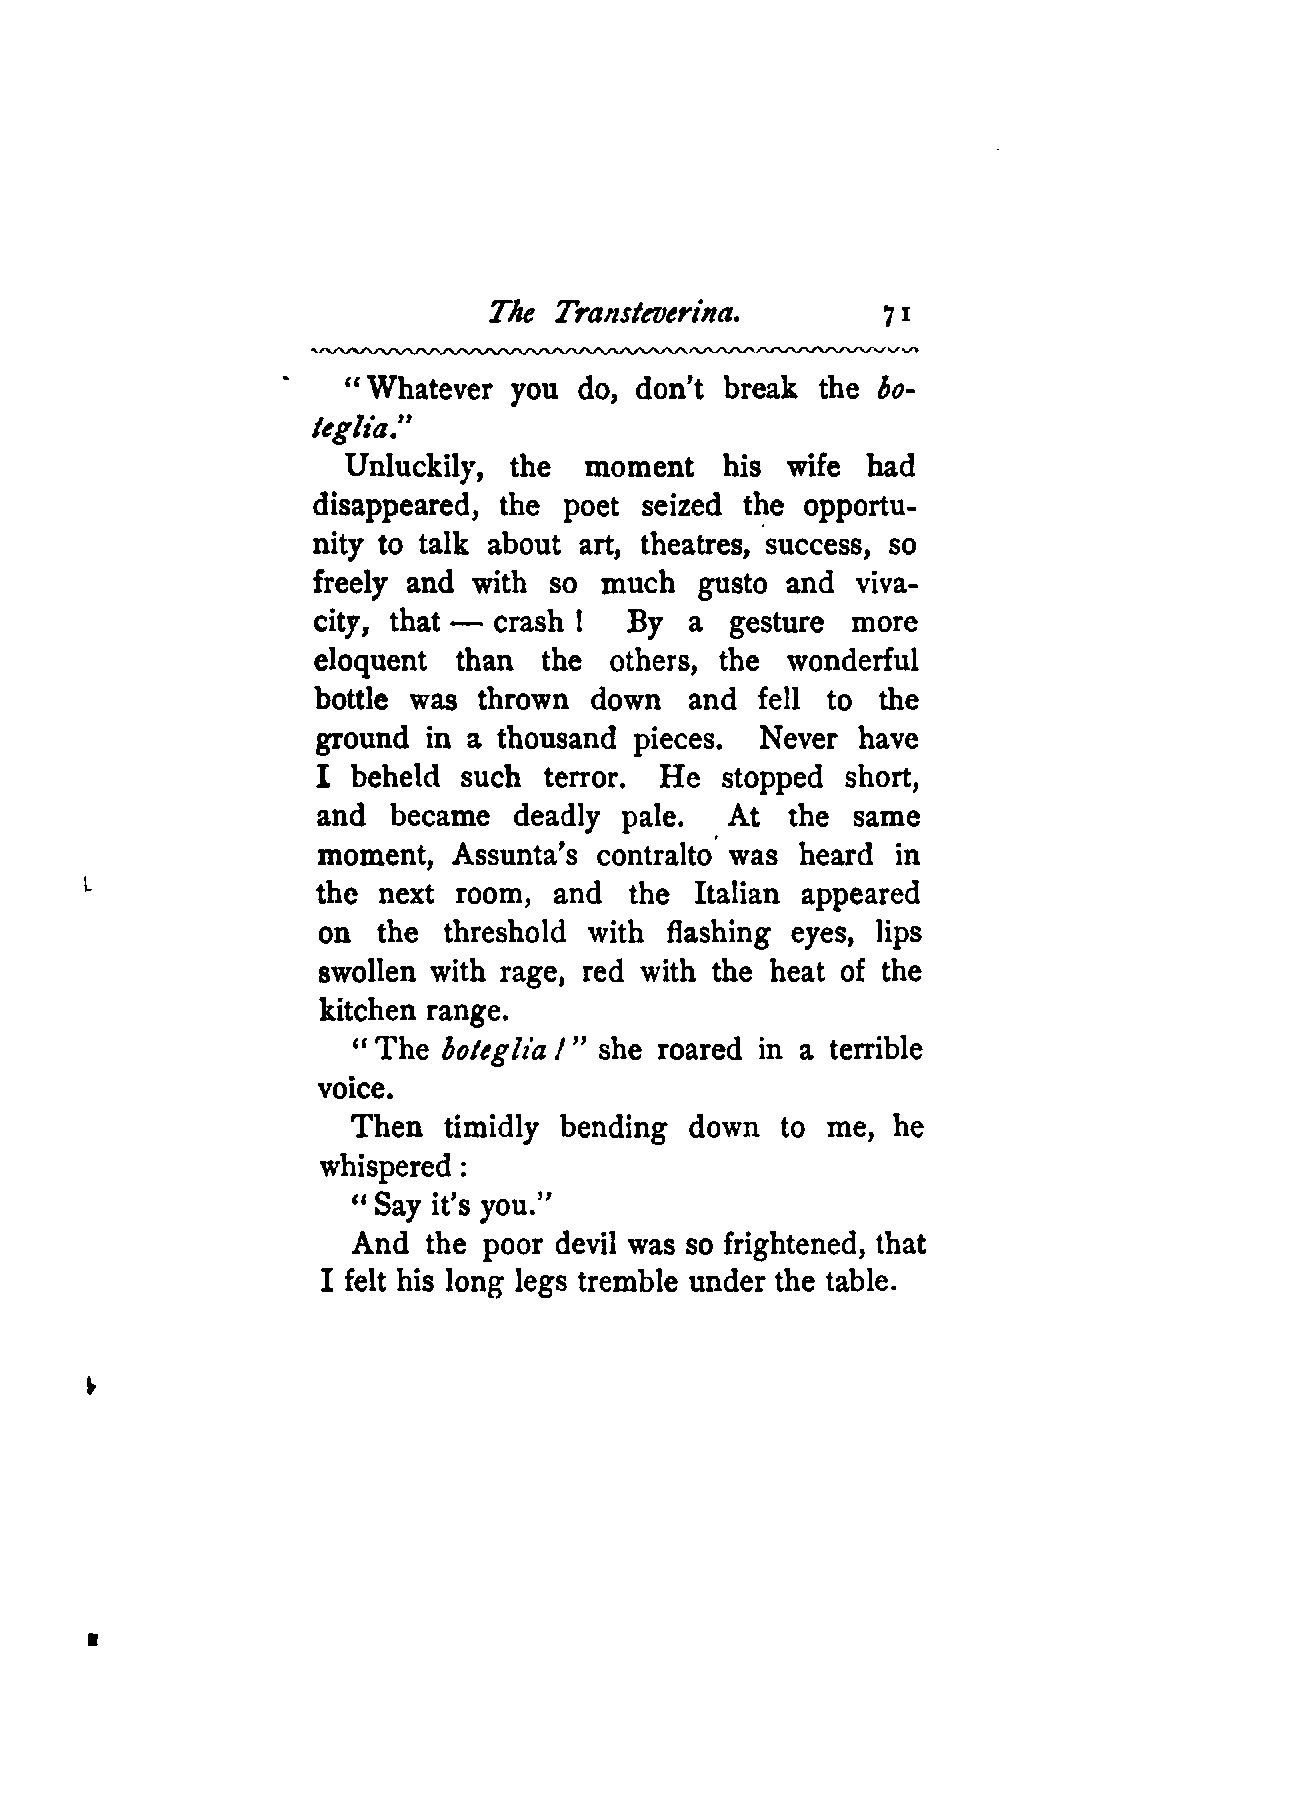 The Transteverina. 71
"Whatever you do, don't break the bo-
teglia."
Unluckily, the moment his wife had
disappeared, the poet seized the opportu-
nity to talk about art, theatres, success, so
freely and with so much gusto and viva-
city, that — crash! By a gesture more
eloquent than the others, the wonderful
bottle was thrown down and fell to the
ground in a thousand pieces. Never have
I beheld such terror. He stopped short,
and became deadly pale. At the same
moment, Assunta's contralto was heard in
the next room, and the Italian appeared
on the threshold with flashing eyes, lips
swollen with rage, red with the heat of the
kitchen range.
"The boteglia!" she roared in a terrible
voice.
Then timidly bending down to me, he
whispered:
"Say it's you."
And the poor devil was so frightened, that
I felt his long legs tremble under the table.